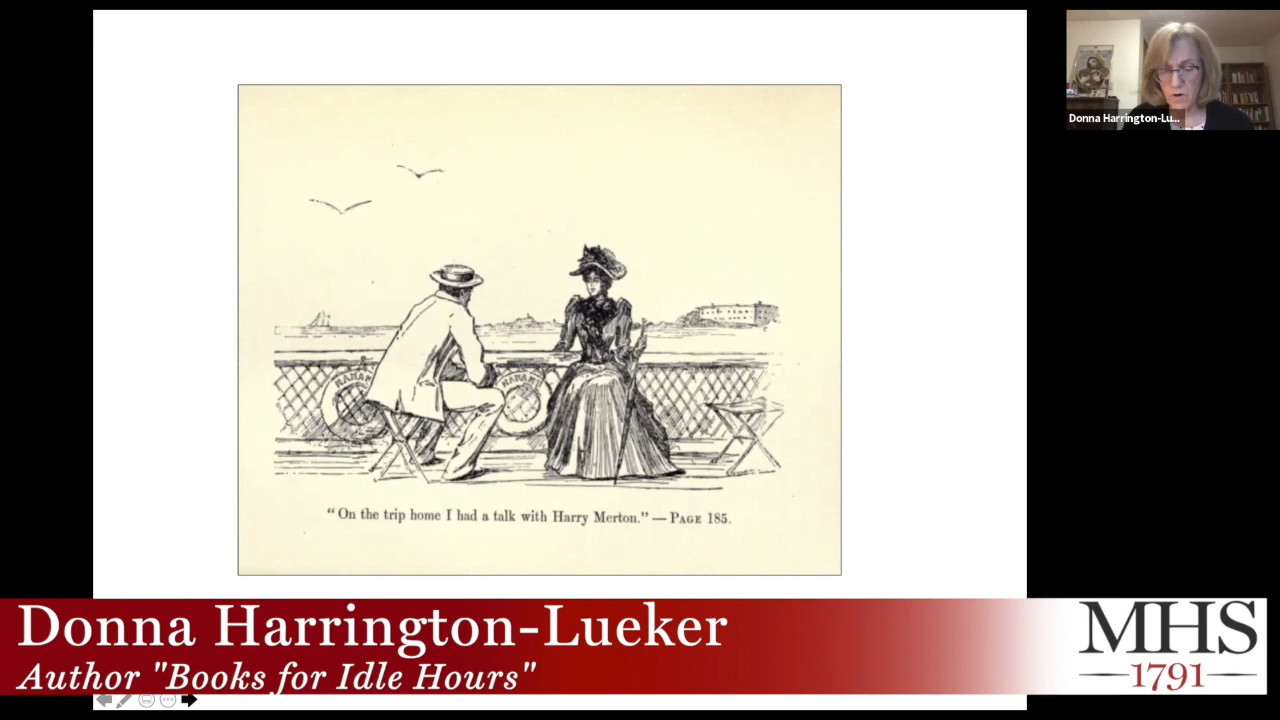 Donna Harrington-Lu...
"On the trip home I had a talk with Harry Merton." — PAGE 185.
Donna Harrington-Lueker
Author "Books for Idle Hours"
MHS
1791